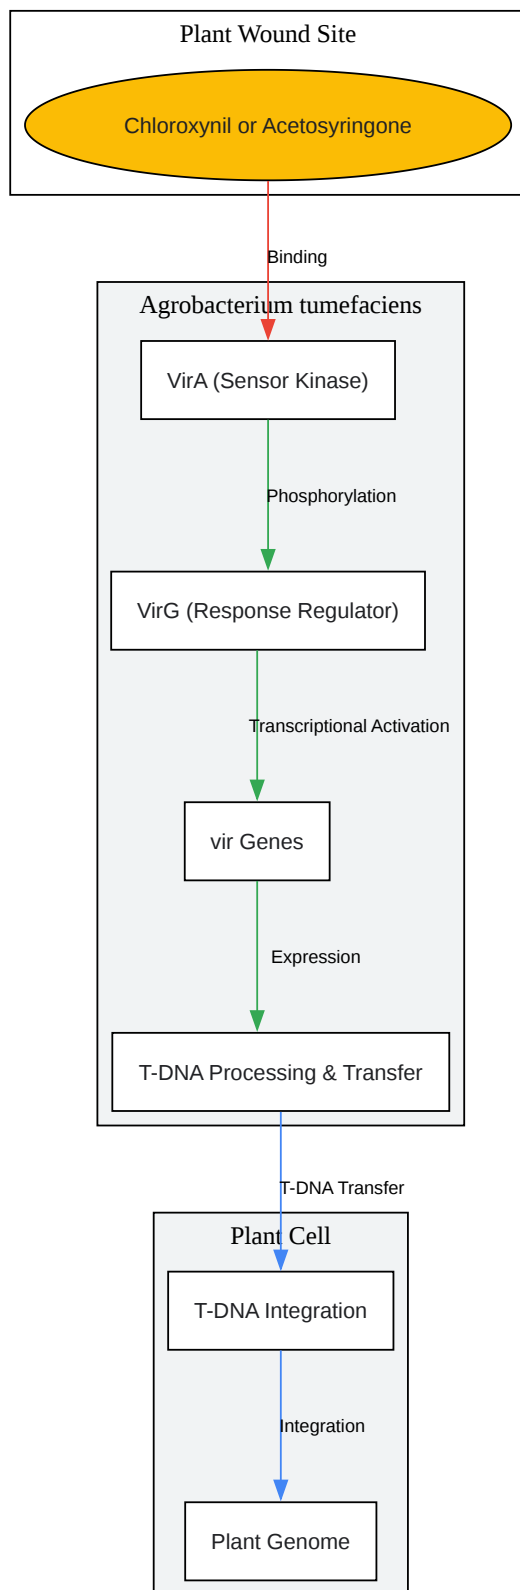 Plant Wound Site
Chloroxynil or Acetosyringone
Binding
Agrobacterium tumefaciens
VirA (Sensor Kinase)
Phosphorylation
VirG (Response Regulator)
Transcriptional Activation
vir Genes
Expression
T-DNA Processing & Transfer
T-DNA Transfer
Plant Cell
T-DNA Integration
Integration
Plant Genome